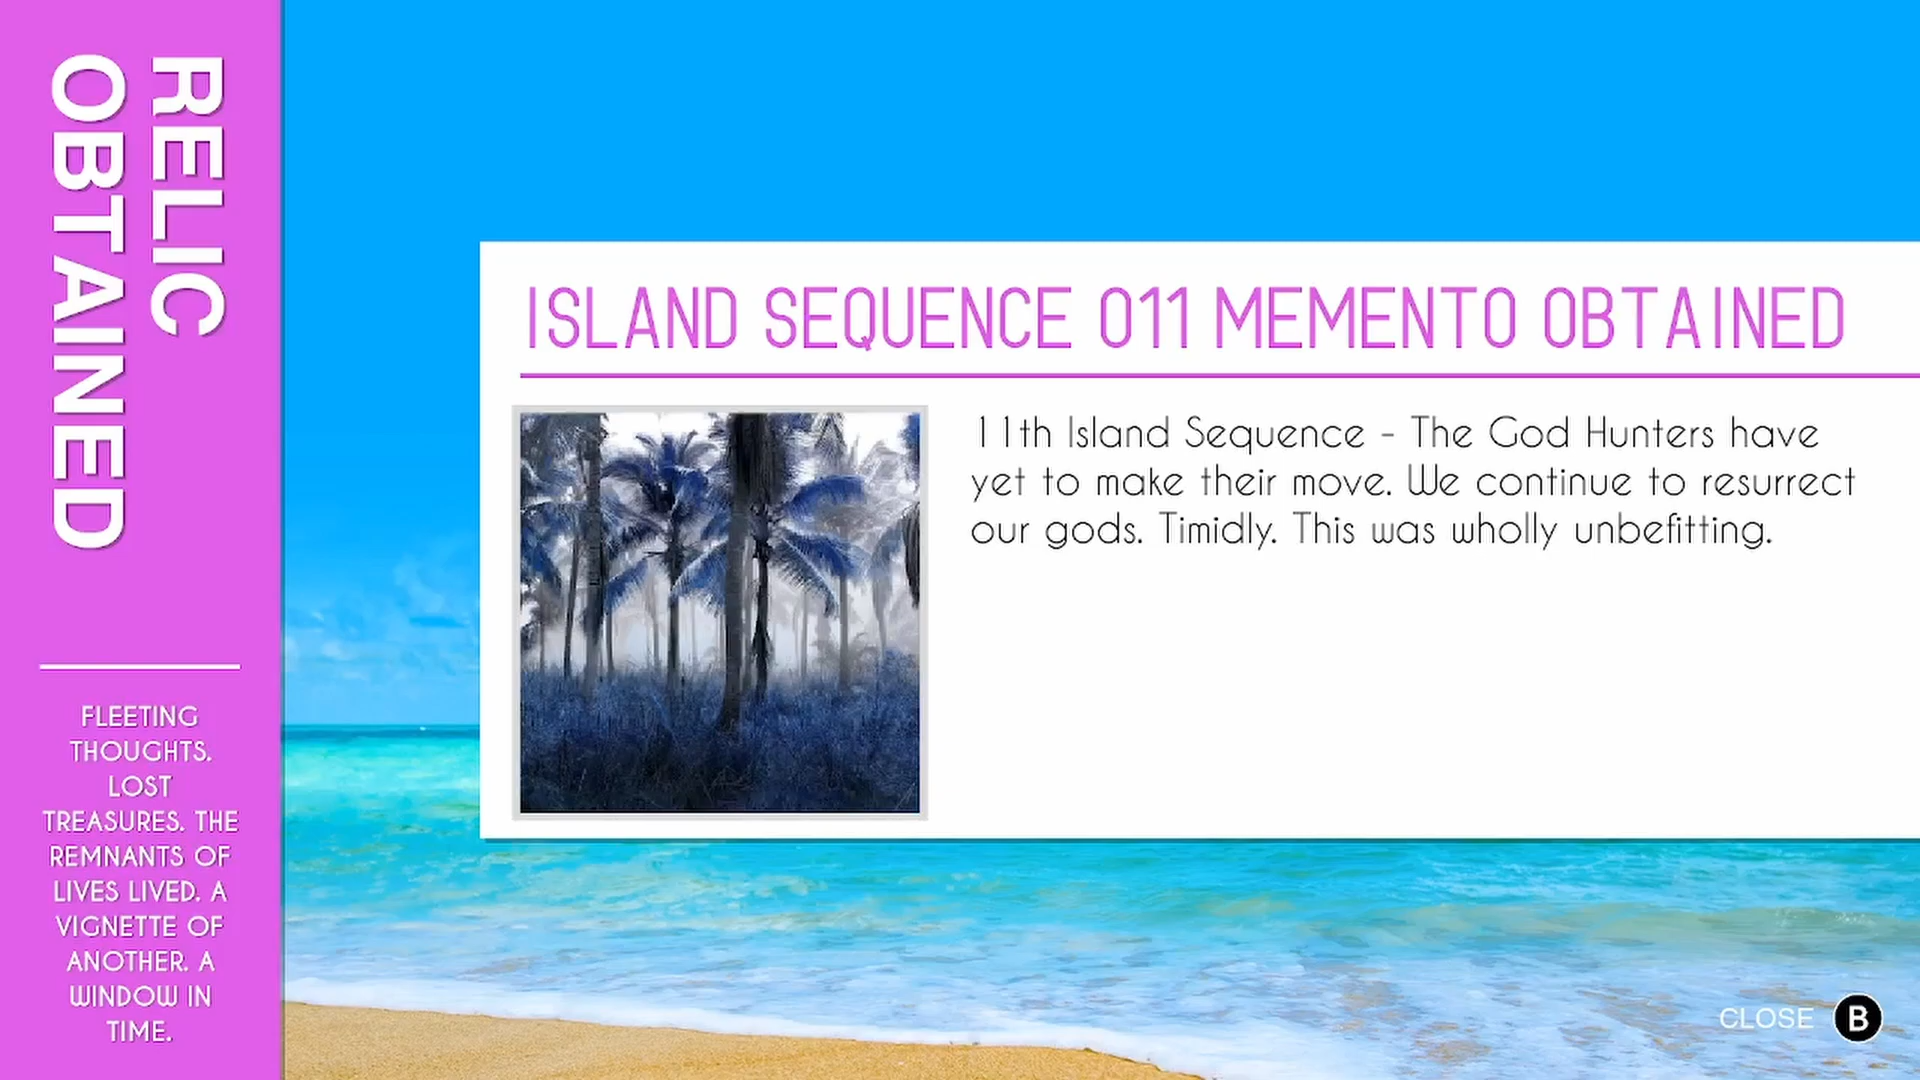 RELIC
OBTAINED
FLEETING
THOUGHTS.
LOST
TREASURES. THE
REMNANTS OF
LIVES LIVED. A
VIGNETTE OF
ANOTHER. A
WINDOW IN
TIME.
ISLAND SEQUENCE 011 MEMENTO OBTAINED
11th Island Sequence - The God Hunters have
yet to make their move. We continue to resurrect
our gods. Timidly. This was wholly unbefitting.
CLOSE B